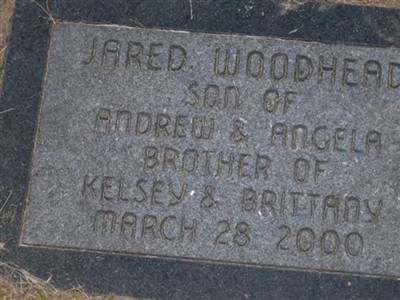 JARED WOODHEAD
SON OF
ANDREW & ANGELA
BROTHER OF
KELSEY & BRITTANY
MARCH 28 2000